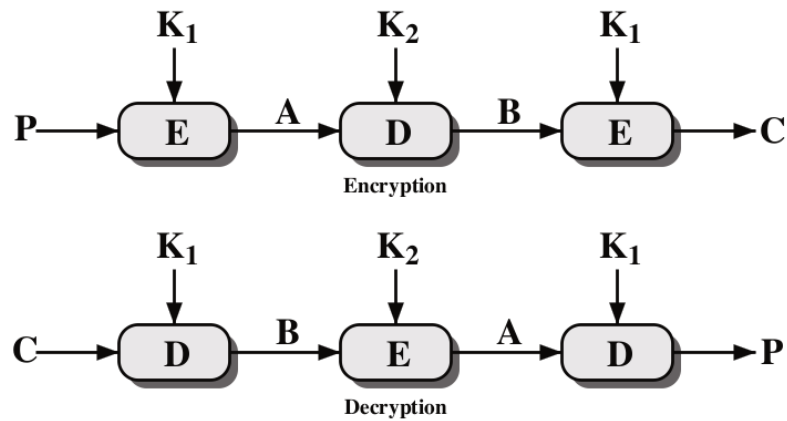 K1 K2 K1
P E A D B E C
Encryption
K1 K2 K1
C D B E A D P
Decryption